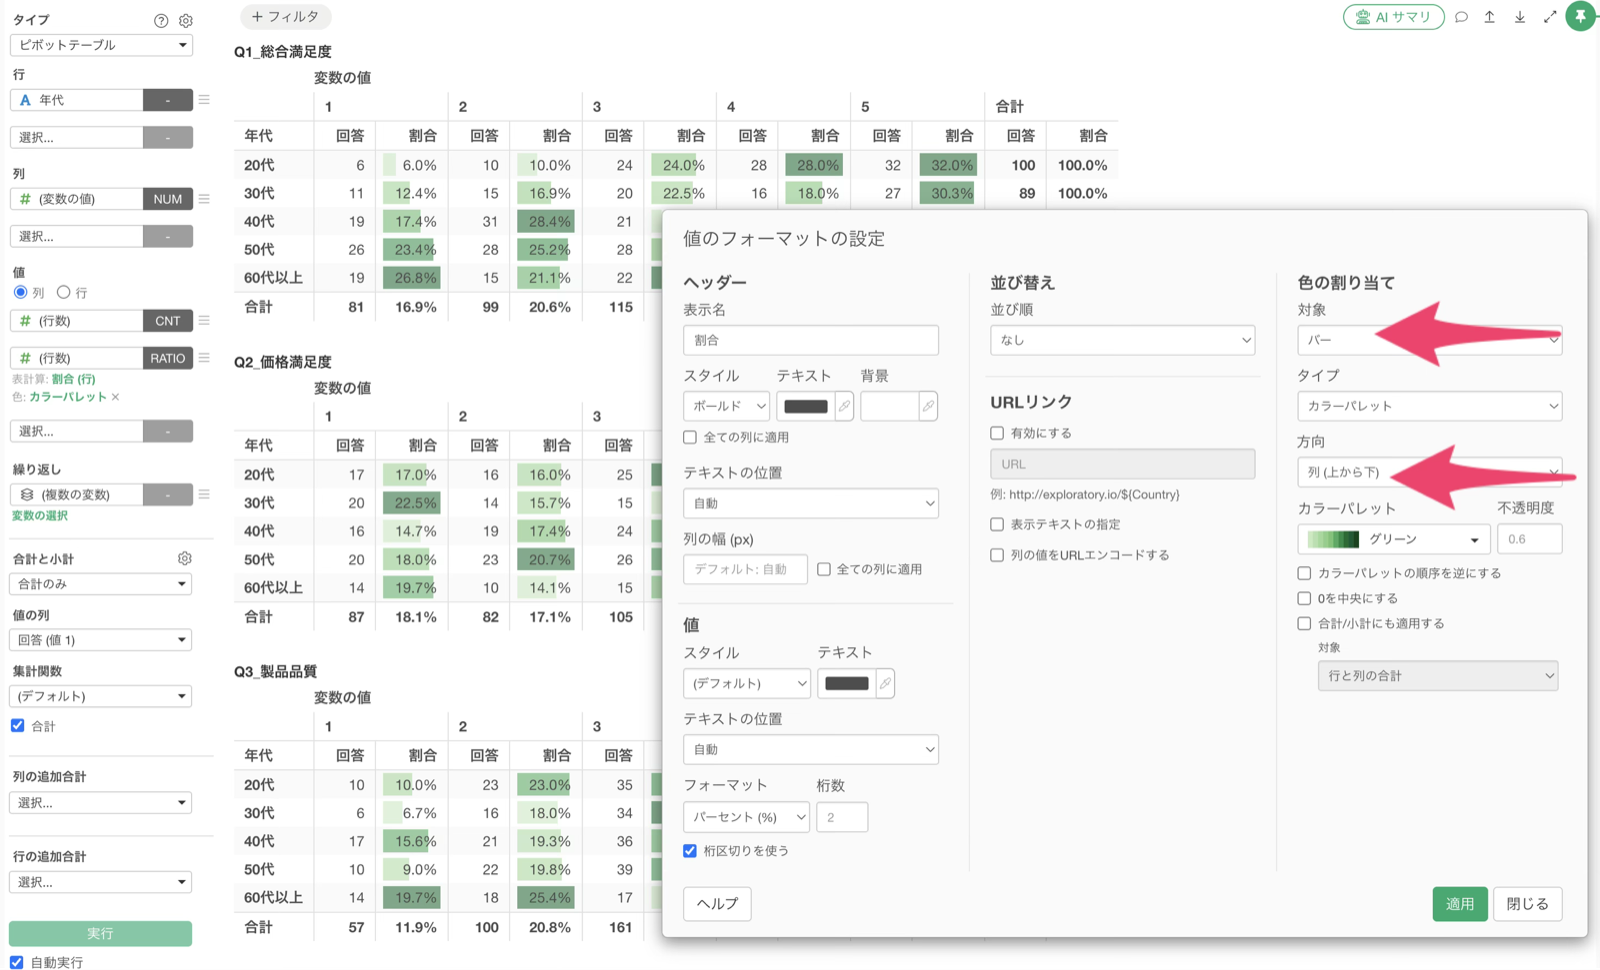 タイプ
ピボットテーブル
行
A 年代 -
選択... -
列
# (変数の値) NUM
選択... -
値
列 行
# (行数) CNT
# (行数) RATIO
表計算: 割合 (行)
色: カラーパレット ×
選択... -
繰り返し
(複数の変数) -
変数の選択
合計と小計
合計のみ
値の列
回答 (値 1)
集計関数
(デフォルト)
合計
列の追加合計
選択...
行の追加合計
選択...
実行
自動実行
+ フィルタ
AI サマリ
Q1_総合満足度
変数の値
1 2 3 4 5 合計
年代 回答 割合 回答 割合 回答 割合 回答 割合 回答 割合 回答 割合
20代 6 6.0% 10 10.0% 24 24.0% 28 28.0% 32 32.0% 100 100.0%
30代 11 12.4% 15 16.9% 20 22.5% 16 18.0% 27 30.3% 89 100.0%
40代 19 17.4% 31 28.4% 21
50代 26 23.4% 28 25.2% 28
60代以上 19 26.8% 15 21.1% 22
合計 81 16.9% 99 20.6% 115
Q2_価格満足度
変数の値
1 2 3
年代 回答 割合 回答 割合 回答
20代 17 17.0% 16 16.0% 25
30代 20 22.5% 14 15.7% 15
40代 16 14.7% 19 17.4% 24
50代 20 18.0% 23 20.7% 26
60代以上 14 19.7% 10 14.1% 15
合計 87 18.1% 82 17.1% 105
Q3_製品品質
変数の値
1 2 3
年代 回答 割合 回答 割合 回答
20代 10 10.0% 23 23.0% 35
30代 6 6.7% 16 18.0% 34
40代 17 15.6% 21 19.3% 36
50代 10 9.0% 22 19.8% 39
60代以上 14 19.7% 18 25.4% 17
合計 57 11.9% 100 20.8% 161
値のフォーマットの設定
ヘッダー
表示名
割合
スタイル テキスト 背景
ボールド
全ての列に適用
テキストの位置
自動
列の幅 (px)
デフォルト: 自動 全ての列に適用
値
スタイル テキスト
(デフォルト)
テキストの位置
自動
フォーマット 桁数
パーセント (%) 2
桁区切りを使う
ヘルプ
並び替え
並び順
なし
URLリンク
有効にする
URL
例: http://exploratory.io/${Country}
表示テキストの指定
列の値をURLエンコードする
色の割り当て
対象
バー
タイプ
カラーパレット
方向
列 (上から下)
カラーパレット 不透明度
グリーン 0.6
カラーパレットの順序を逆にする
0を中央にする
合計/小計にも適用する
対象
行と列の合計
適用 閉じる